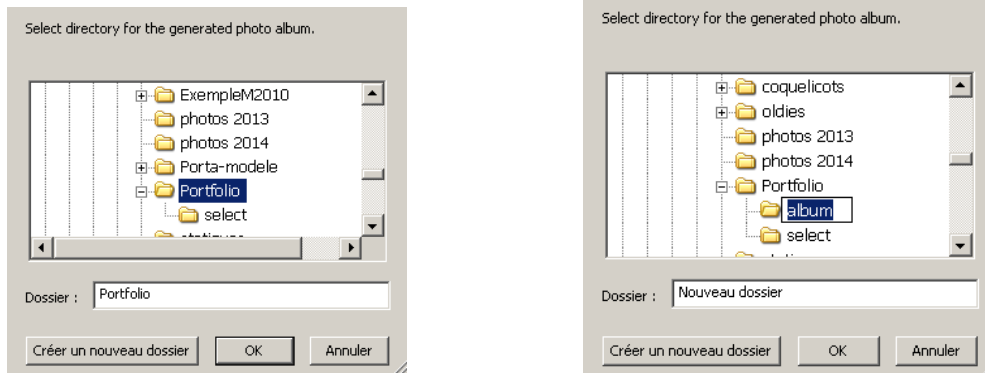 Select directory for the generated photo album.
ExempleM2010
photos 2013
photos 2014
Porta-modele
Portfolio
select
Dossier :
Portfolio
Créer un nouveau dossier
OK
Annuler
Select directory for the generated photo album.
coquelicots
oldies
photos 2013
photos 2014
Portfolio
album
select
Dossier :
Nouveau dossier
Créer un nouveau dossier
OK
Annuler